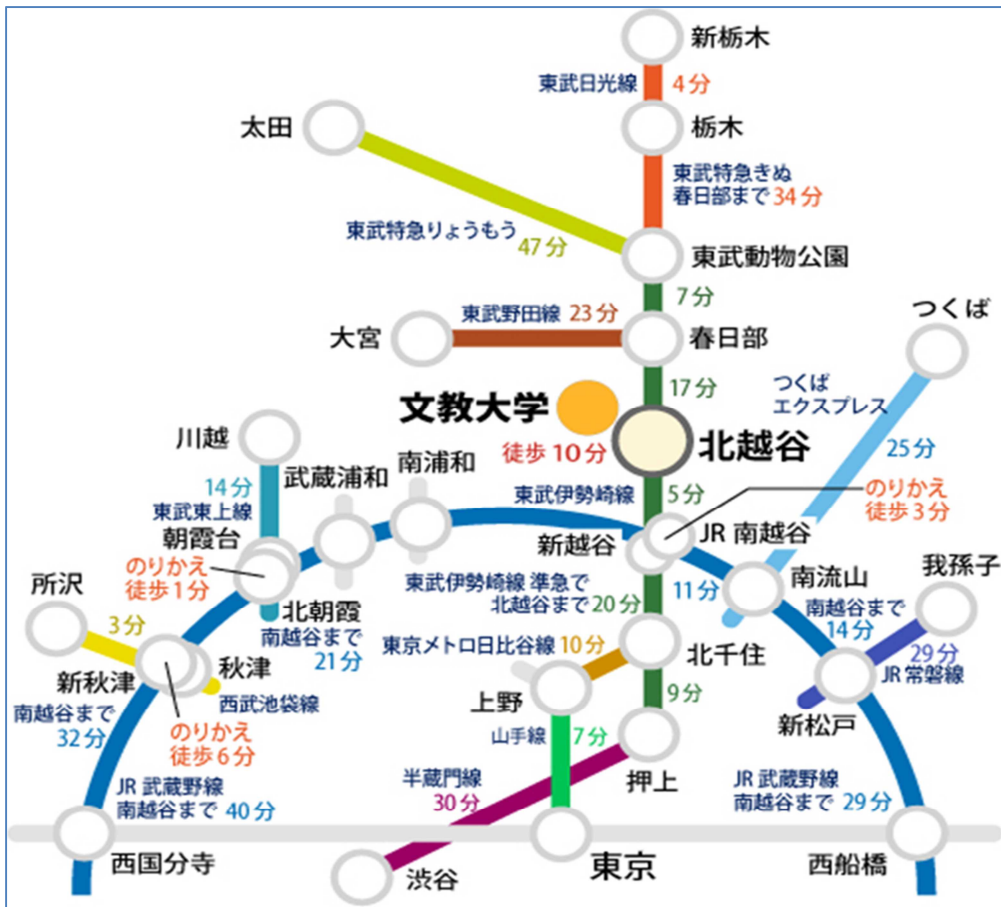 新栃木
東武日光線
4分
太田
栃木
東武特急きぬ
春日部まで 34分
東武特急りょうもう
47分
東武動物公園
7分
つくば
東武野田線 23分
大宮
春日部
17分
つくば
エクスプレス
文教大学
徒歩 10分
北越谷
25分
川越
武蔵浦和
南浦和
14分
東武東上線
朝霞台
東武伊勢崎線
5分
のりかえ
徒歩 3分
新越谷
JR 南越谷
のりかえ
徒歩 1分
所沢
北朝霞
東武伊勢崎線 準急で
北越谷まで 20分
11分
南流山
我孫子
南越谷まで
14分
3分
南越谷まで
21分
東京メトロ日比谷線
10分
北千住
29分
JR 常磐線
新秋津
秋津
西武池袋線
上野
9分
新松戸
南越谷まで
32分
のりかえ
徒歩 6分
山手線
7分
押上
半蔵門線
30分
JR 武蔵野線
南越谷まで 40分
JR 武蔵野線
南越谷まで 29分
西国分寺
渋谷
東京
西船橋